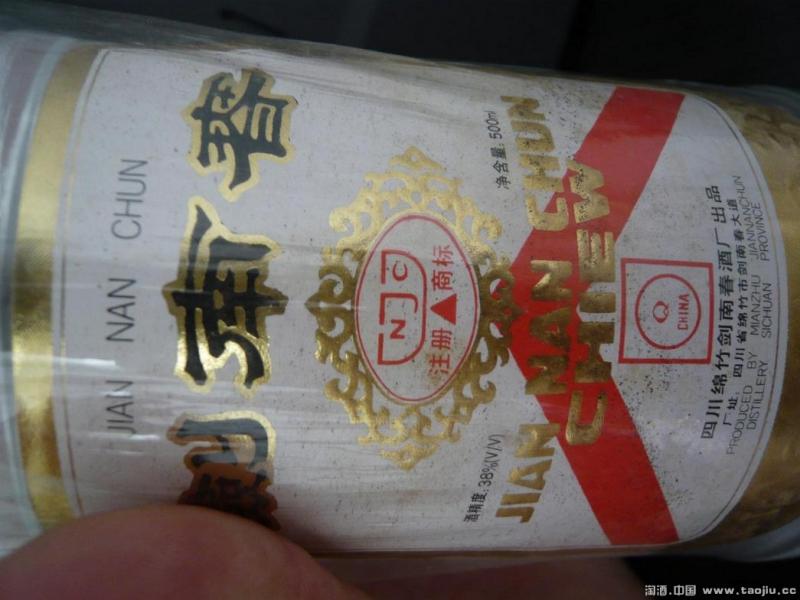 JIAN NAN CHUN
剑南春
NJC
注册▲商标
酒精度:38%(V/V)
净含量:500ml
JIAN NAN CHUN
CHIEW
Q
CHINA
四川绵竹剑南春酒厂出品
厂址:四川省绵竹市剑南春大道
PRODUCED BY MIANZHU JIANNANCHUN
DISTILLERY SICHUAN PROVINCE
淘酒.中国 www.taojiu.cc